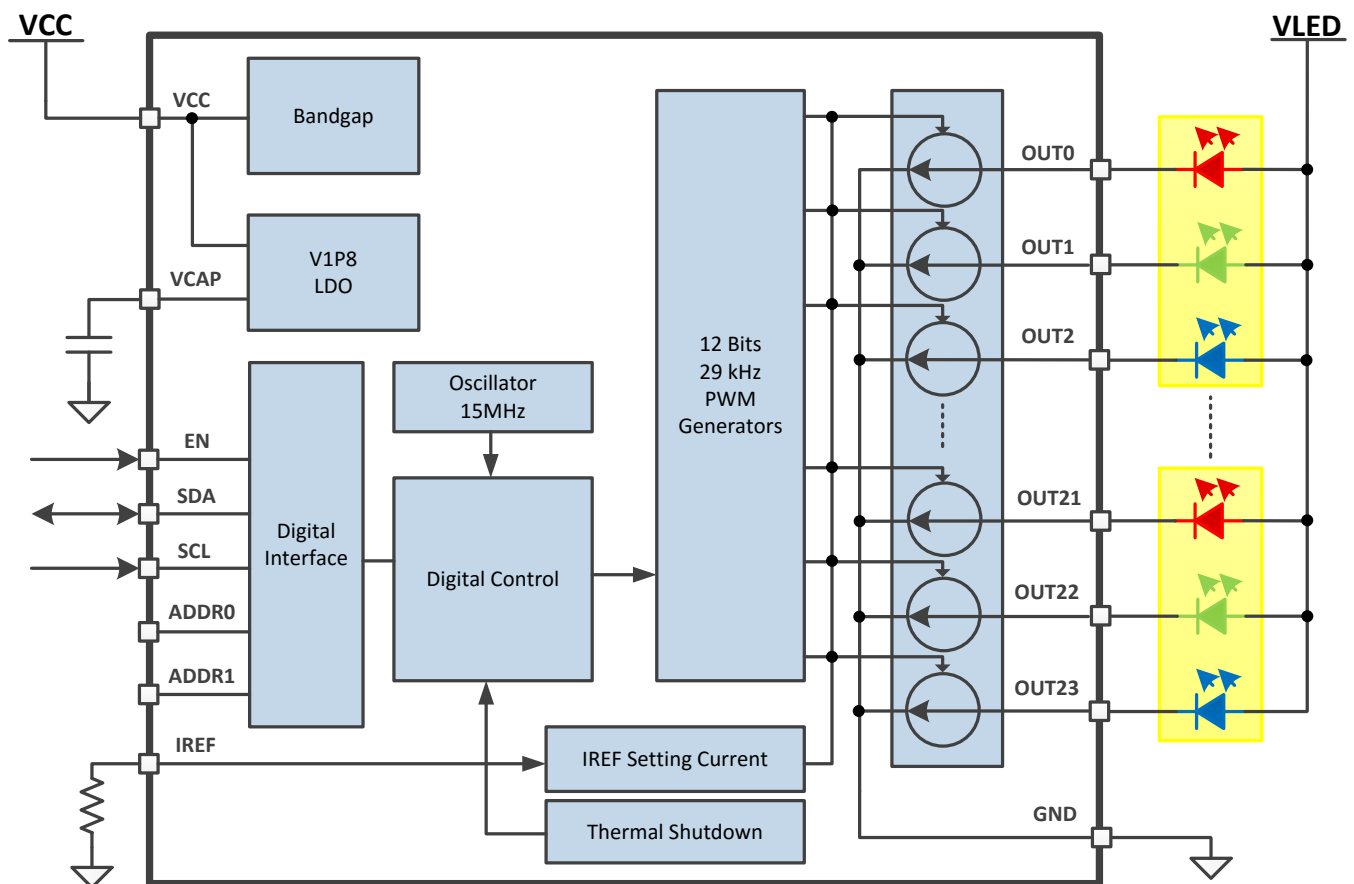 VCC
VLED
VCC
Bandgap
V1P8
LDO
VCAP
Oscillator
15MHz
12 Bits
29 kHz
PWM
Generators
OUT0
OUT1
OUT2
EN
SDA
SCL
ADDR0
ADDR1
IREF
Digital
Interface
Digital Control
OUT21
OUT22
OUT23
IREF Setting Current
Thermal Shutdown
GND